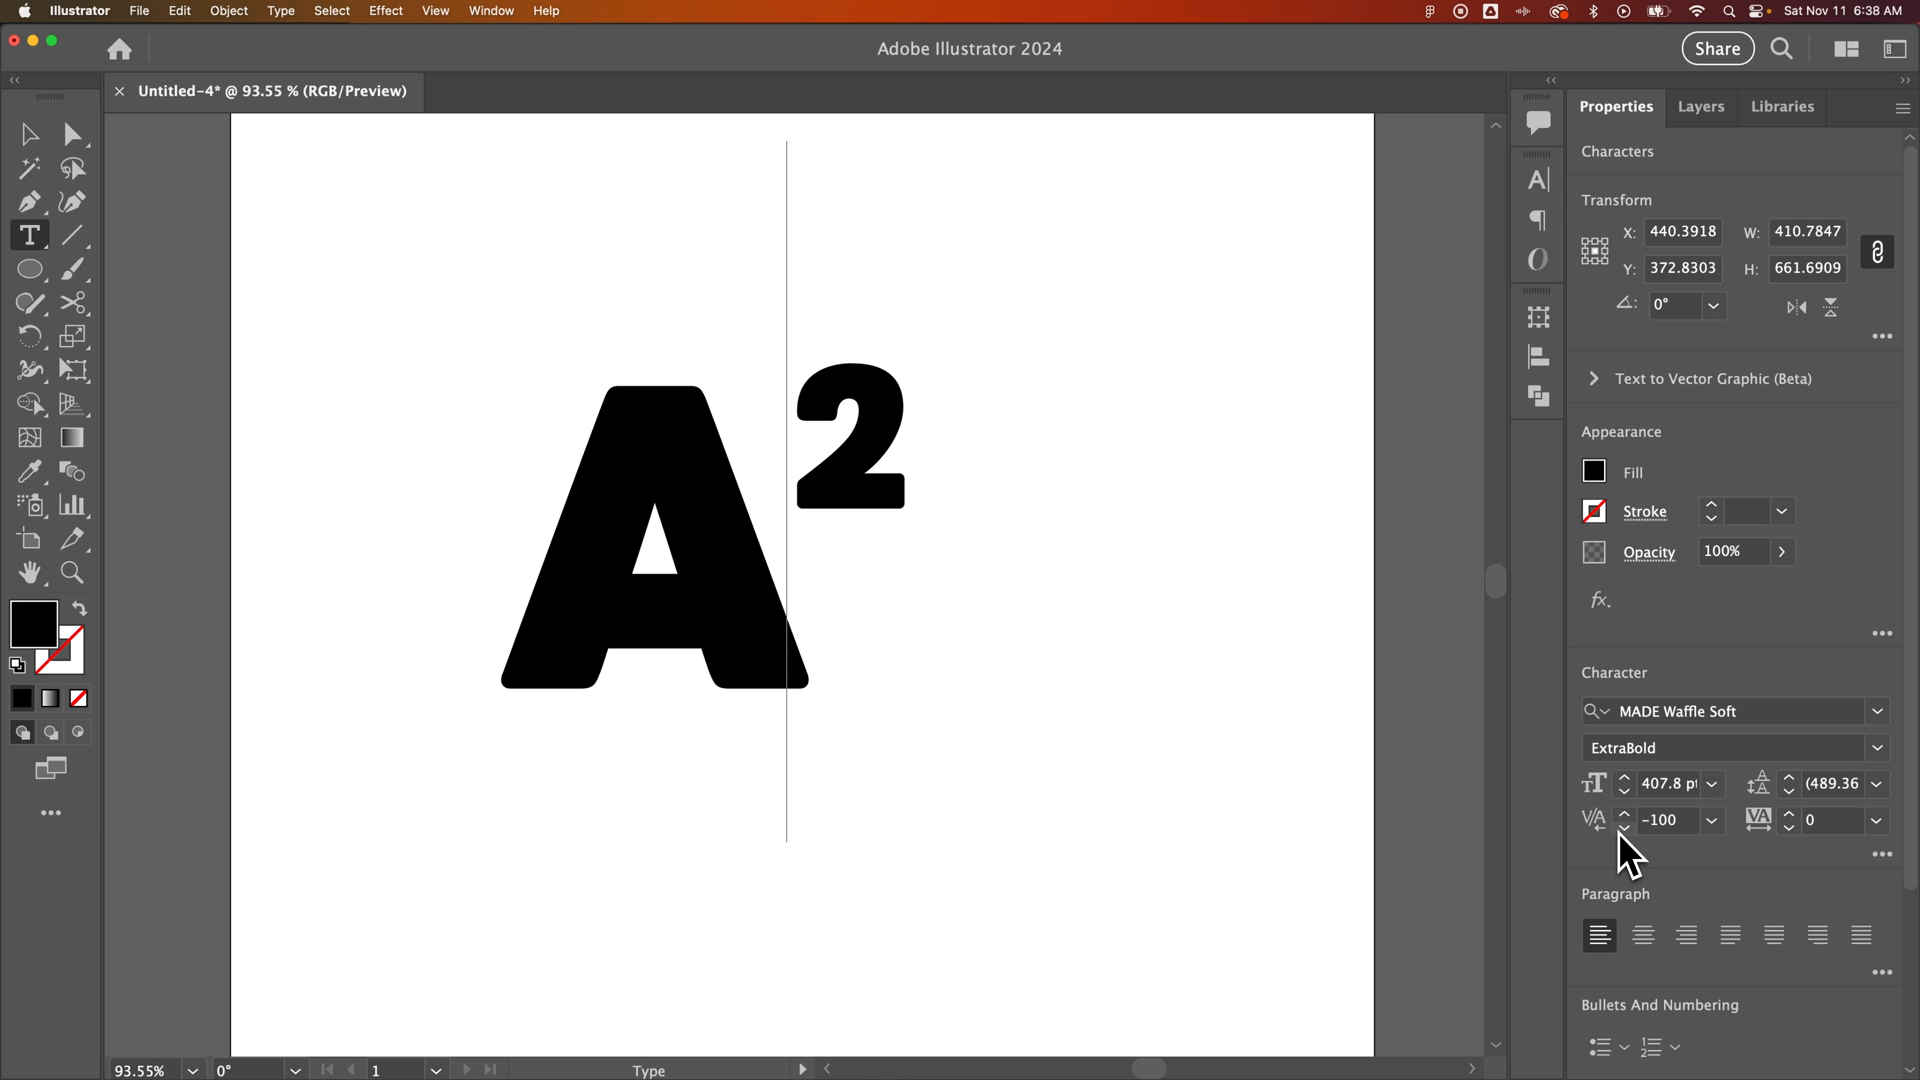 Illustrator File Edit Object Type Select Effect View Window Help Sat Nov 11 6:38 AM
Adobe Illustrator 2024
Share
× Untitled-4* @ 93.55 % (RGB/Preview)
Properties Layers Libraries
Characters
Transform
X: 440.3918 W: 410.7847
Y: 372.8303 H: 661.6909
0°
Text to Vector Graphic (Beta)
Appearance
Fill
Stroke
Opacity 100%
fx
A2
Character
MADE Waffle Soft
ExtraBold
407.8 pt (489.36
-100 0
Paragraph
Bullets And Numbering
93.55% 0° 1 Type